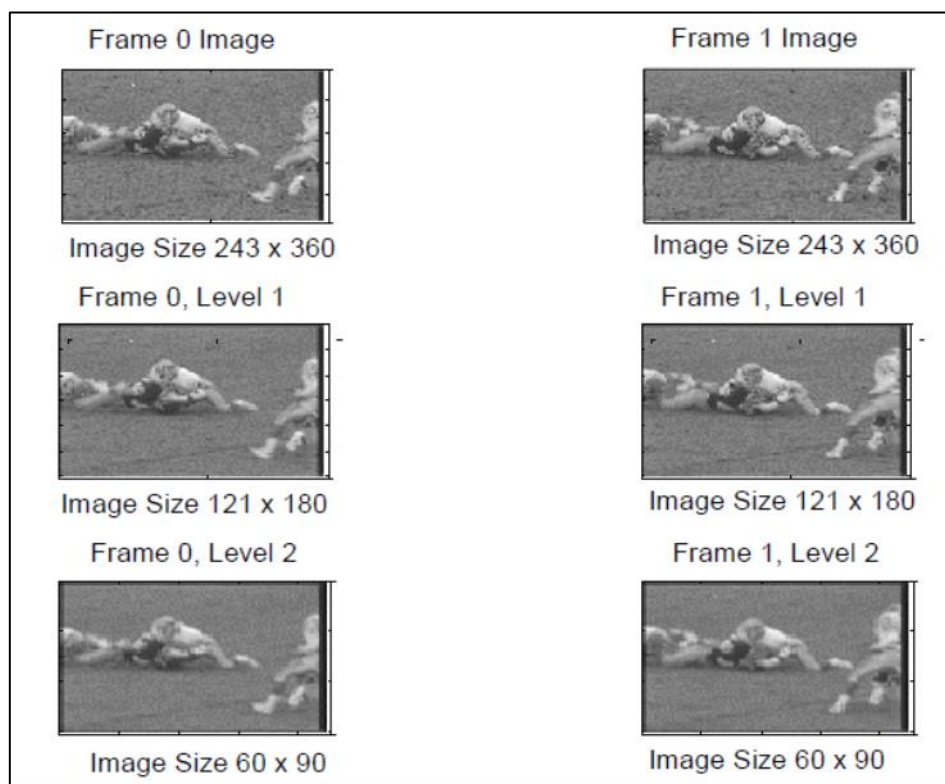 Frame 0 Image
Frame 1 Image
Image Size 243 x 360
Image Size 243 x 360
Frame 0, Level 1
Frame 1, Level 1
Image Size 121 x 180
Image Size 121 x 180
Frame 0, Level 2
Frame 1, Level 2
Image Size 60 x 90
Image Size 60 x 90